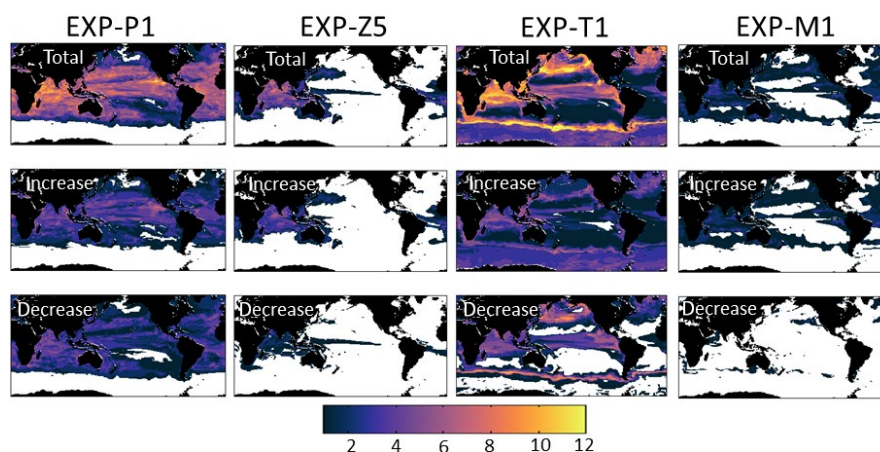 EXP-P1 EXP-Z5 EXP-T1 EXP-M1
Total Total Total Total
Increase Increase Increase Increase
Decrease Decrease Decrease Decrease
2 4 6 8 10 12